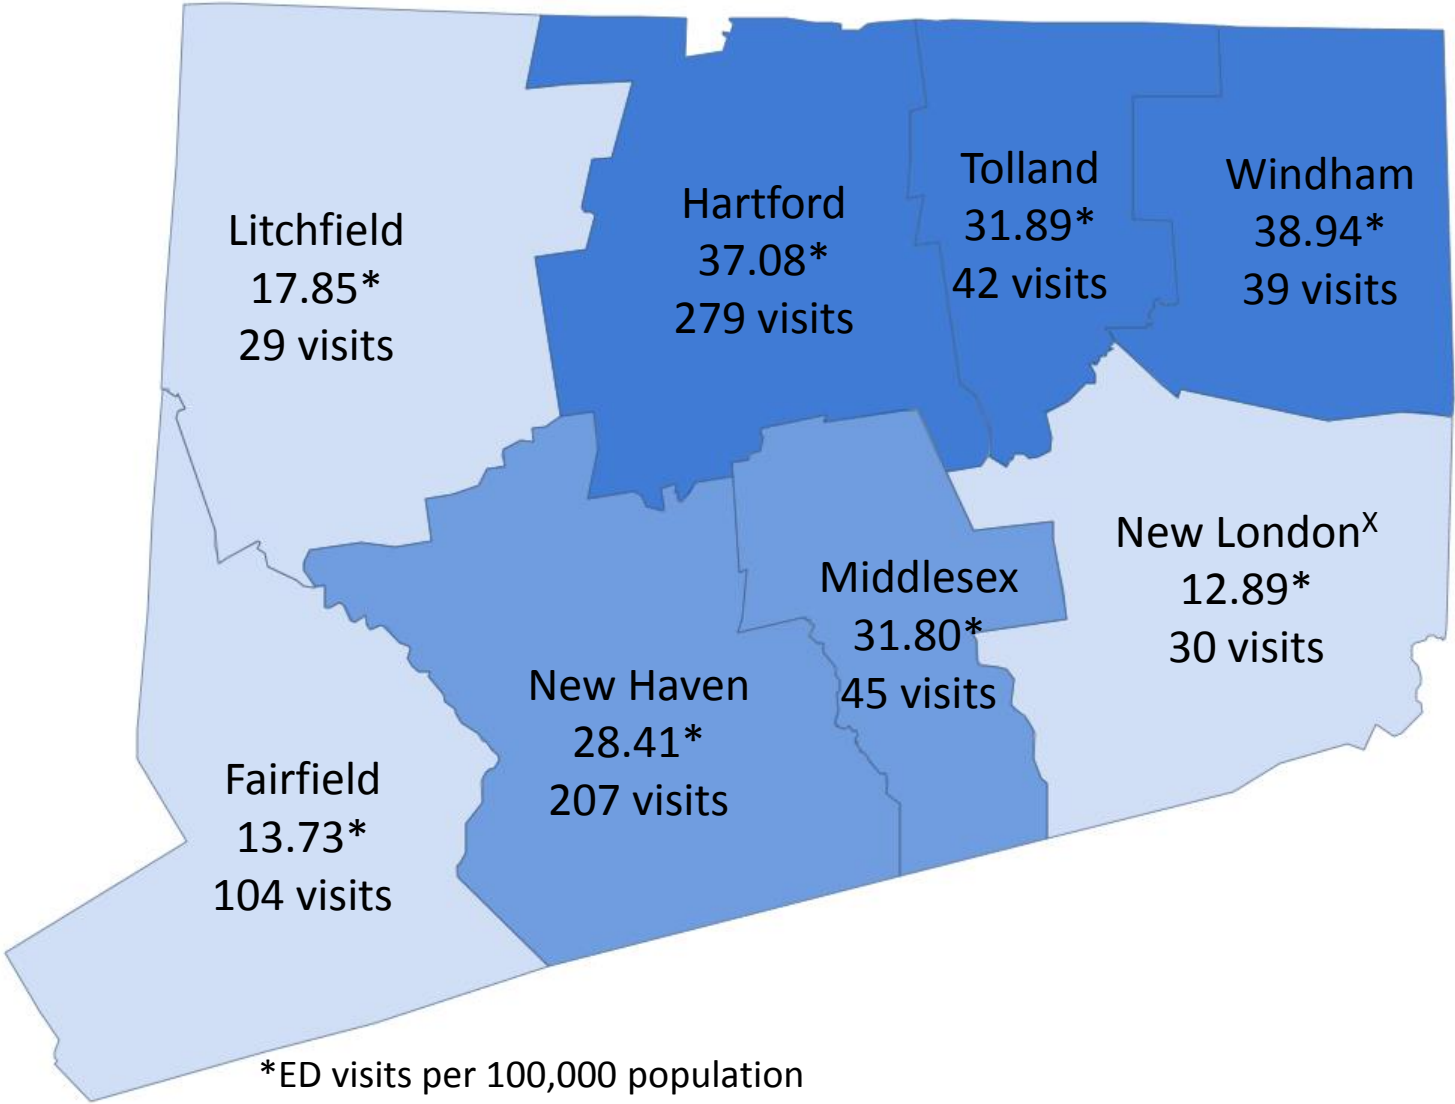 Litchfield
17.85*
29 visits
Hartford
37.08*
279 visits
Tolland
31.89*
42 visits
Windham
38.94*
39 visits
Fairfield
13.73*
104 visits
New Haven
28.41*
207 visits
Middlesex
31.80*
45 visits
New Londonˣ
12.89*
30 visits
*ED visits per 100,000 population